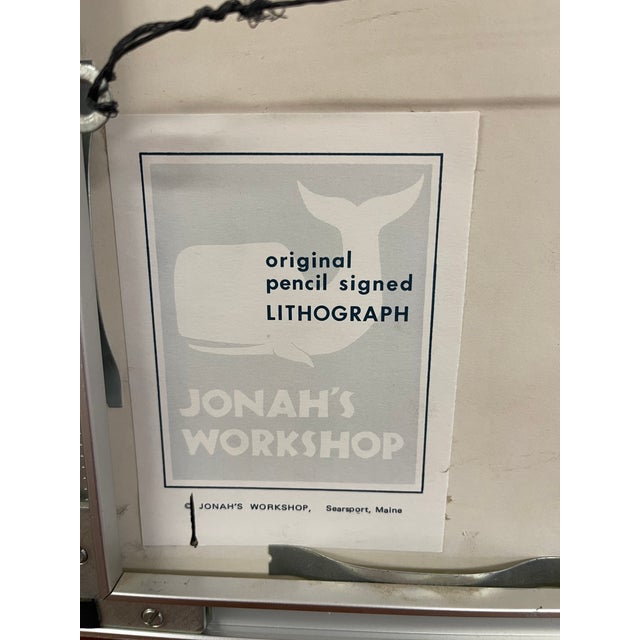 original
pencil signed
LITHOGRAPH
JONAH'S
WORKSHOP
© JONAH'S WORKSHOP, Searsport, Maine